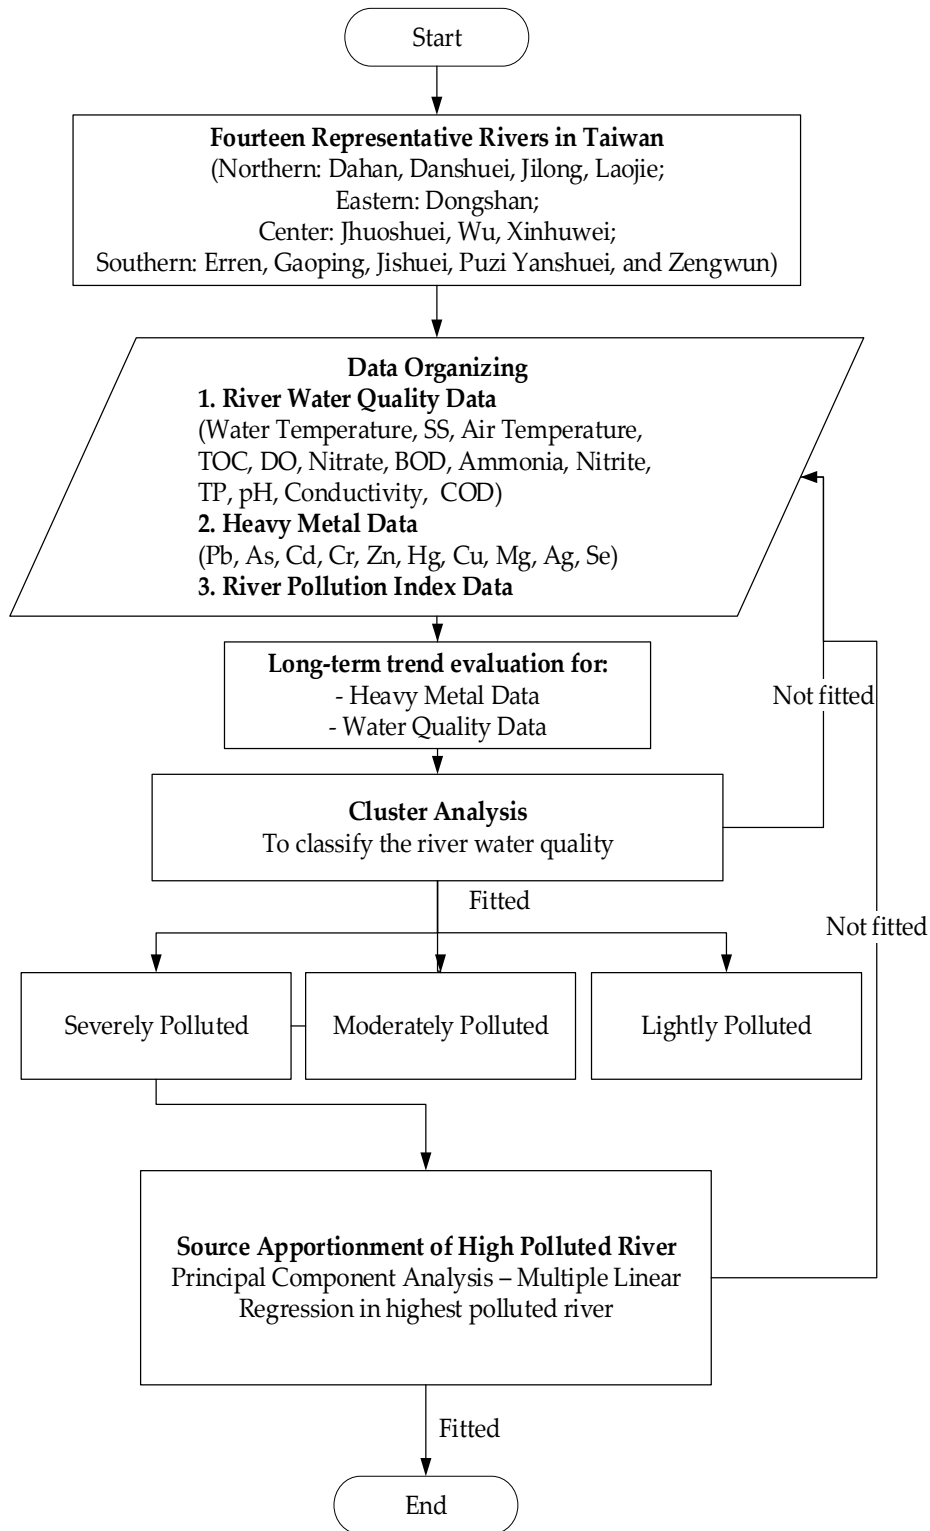 Start
Fourteen Representative Rivers in Taiwan
(Northern: Dahan, Danshuei, Jilong, Laojie;
Eastern: Dongshan;
Center: Jhuoshuei, Wu, Xinhuwei;
Southern: Erren, Gaoping, Jishuei, Puzi Yanshuei, and Zengwun)
Data Organizing
1. River Water Quality Data
(Water Temperature, SS, Air Temperature,
TOC, DO, Nitrate, BOD, Ammonia, Nitrite,
TP, pH, Conductivity, COD)
2. Heavy Metal Data
(Pb, As, Cd, Cr, Zn, Hg, Cu, Mg, Ag, Se)
3. River Pollution Index Data
Long-term trend evaluation for:
- Heavy Metal Data
- Water Quality Data
Not fitted
Cluster Analysis
To classify the river water quality
Fitted
Not fitted
Severely Polluted
Moderately Polluted
Lightly Polluted
Source Apportionment of High Polluted River
Principal Component Analysis – Multiple Linear
Regression in highest polluted river
Fitted
End